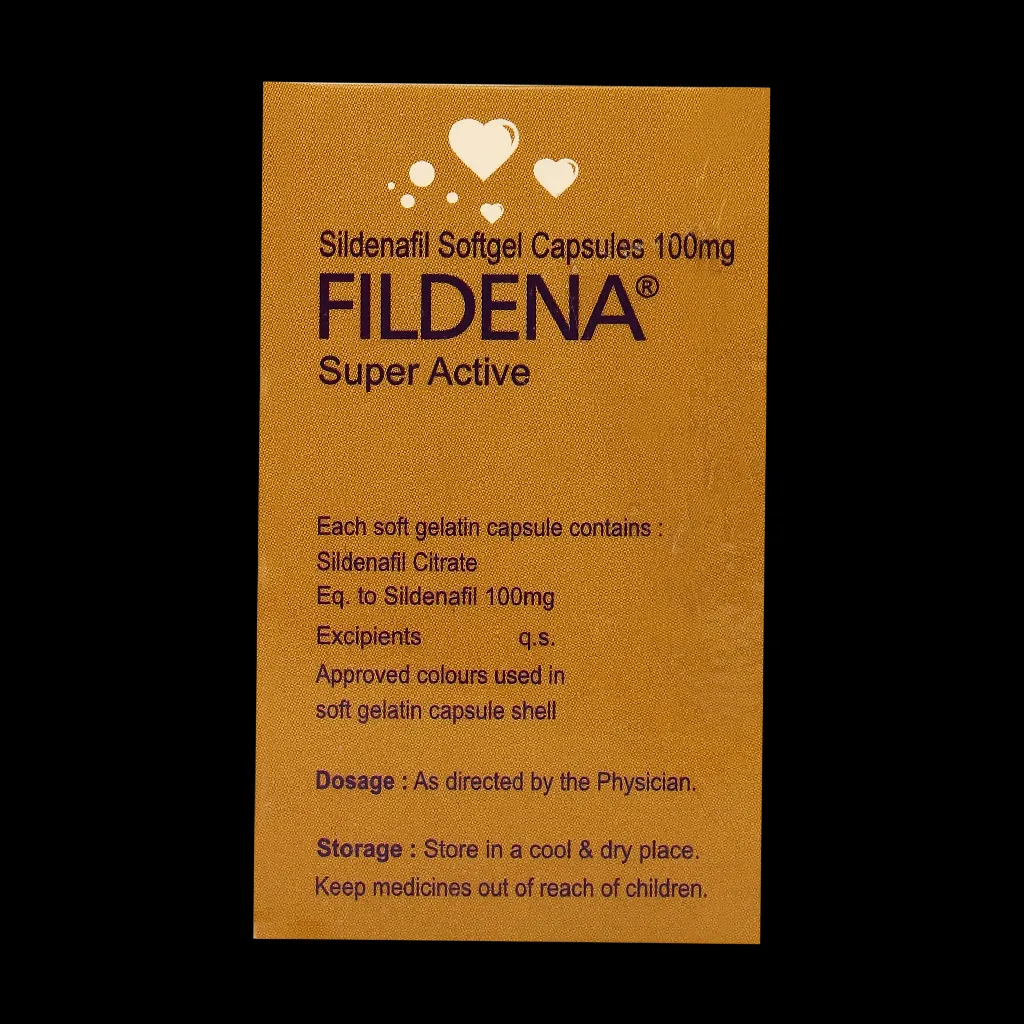 Sildenafil Softgel Capsules 100mg
FILDENA®
Super Active
Each soft gelatin capsule contains :
Sildenafil Citrate
Eq. to Sildenafil 100mg
Excipients q.s.
Approved colours used in
soft gelatin capsule shell
Dosage : As directed by the Physician.
Storage : Store in a cool & dry place.
Keep medicines out of reach of children.